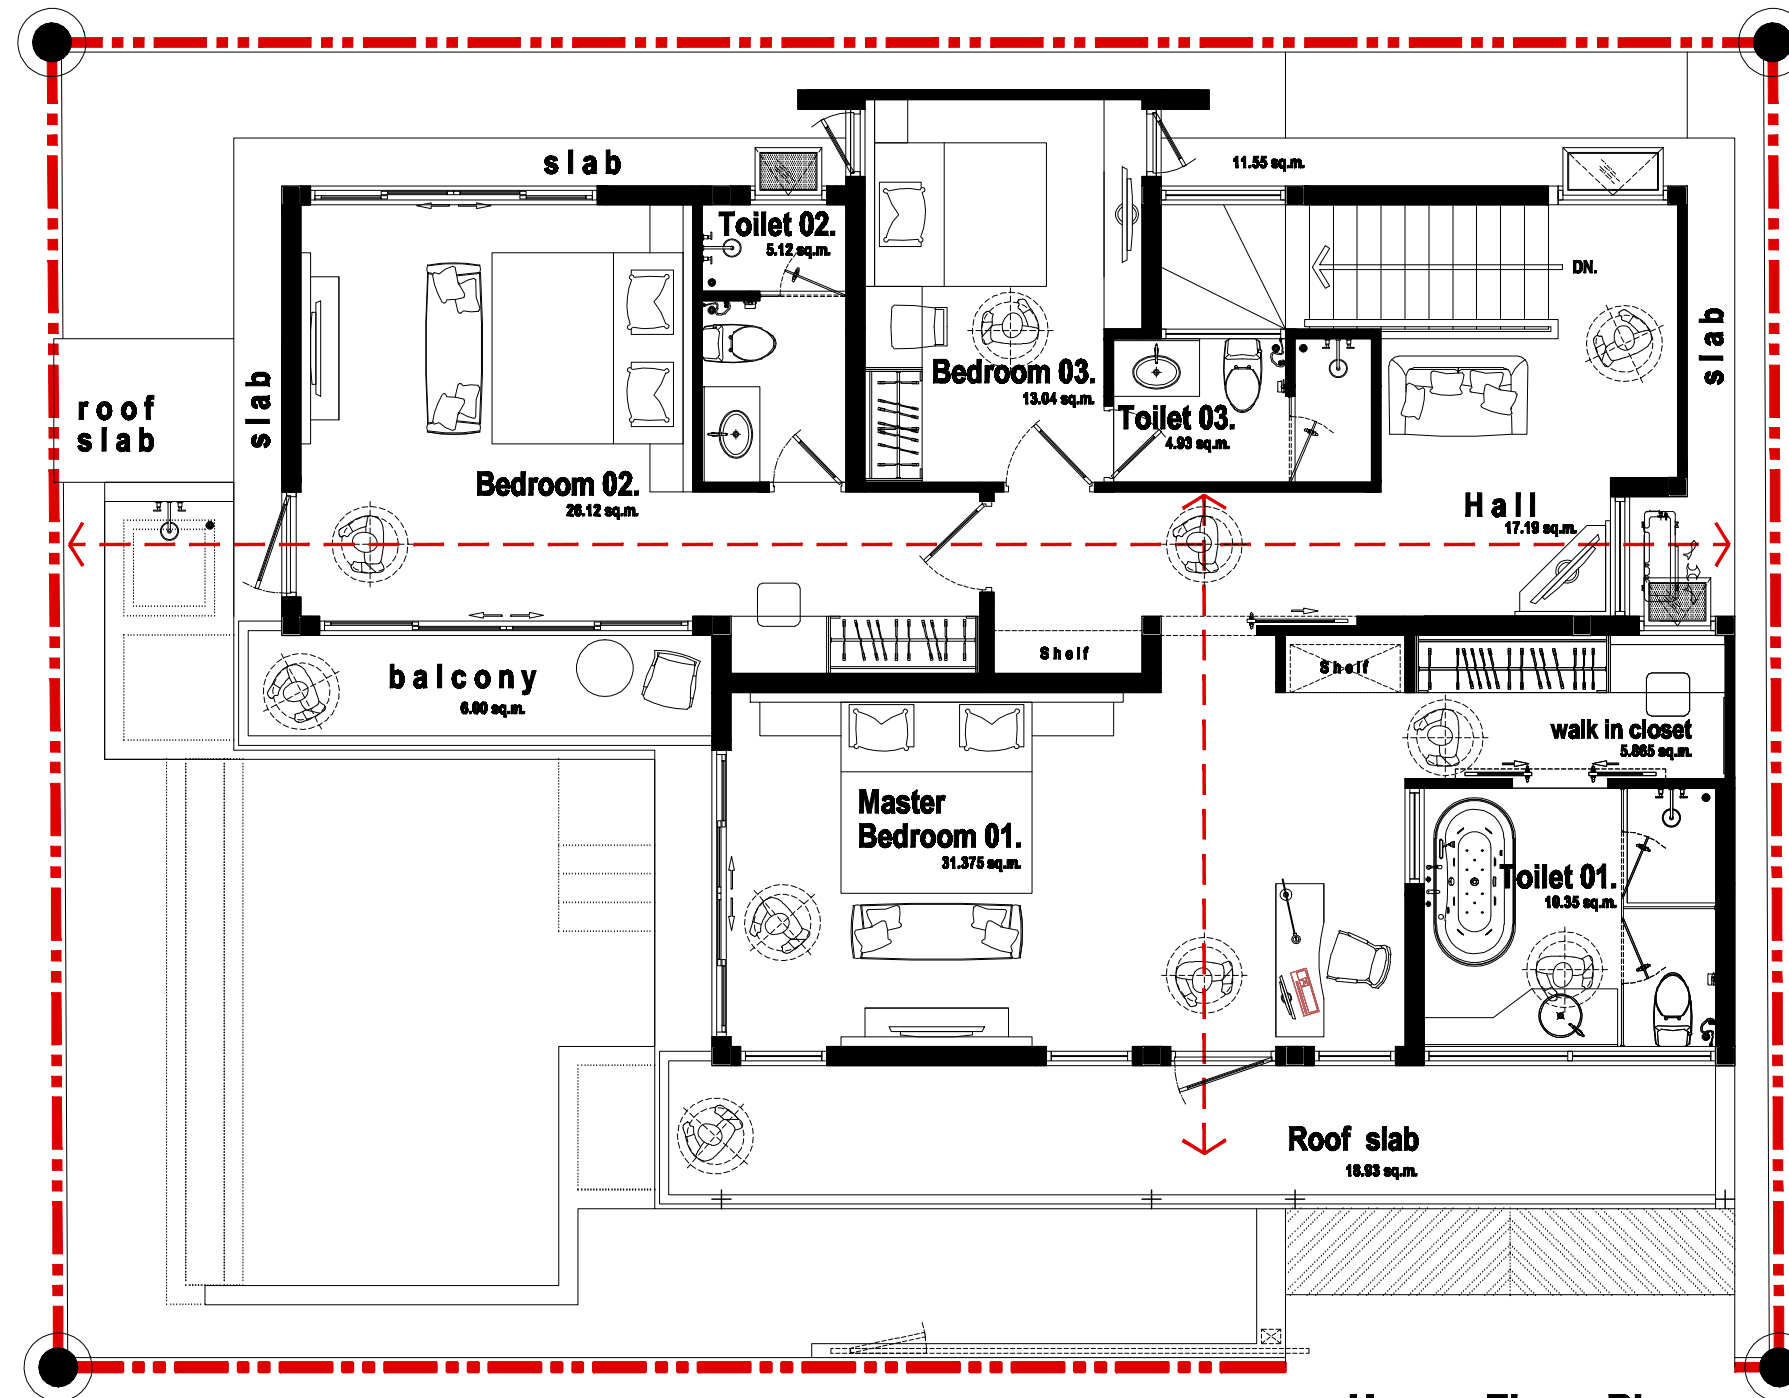 slab
11.55 sq.m.
Toilet 02.
5.12 sq.m.
DN.
slab
slab
roof
slab
Bedroom 03.
13.04 sq.m.
Toilet 03.
4.93 sq.m.
Bedroom 02.
26.12 sq.m.
Hall
17.19 sq.m.
Shelf
Shelf
balcony
6.00 sq.m.
walk in closet
5.865 sq.m.
Master
Bedroom 01.
31.375 sq.m.
Toilet 01.
10.35 sq.m.
Roof slab
18.93 sq.m.